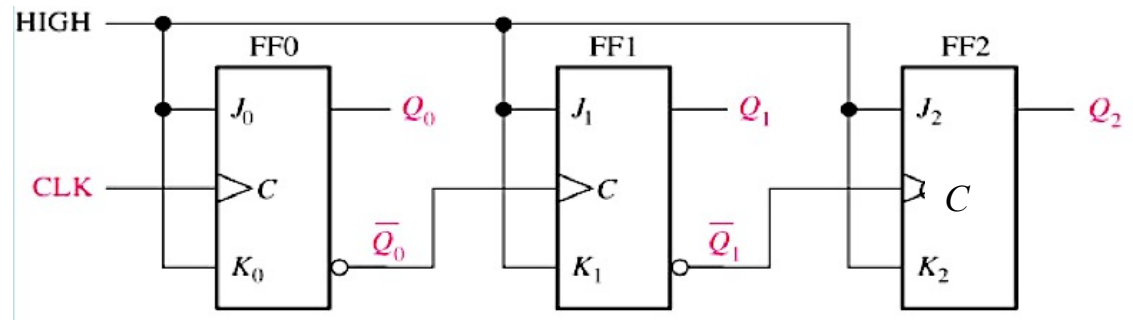 HIGH
FF0 FF1 FF2
J₀ Q₀ J₁ Q₁ J₂ Q₂
CLK C C C
Q̅₀ Q̅₁
K₀ K₁ K₂